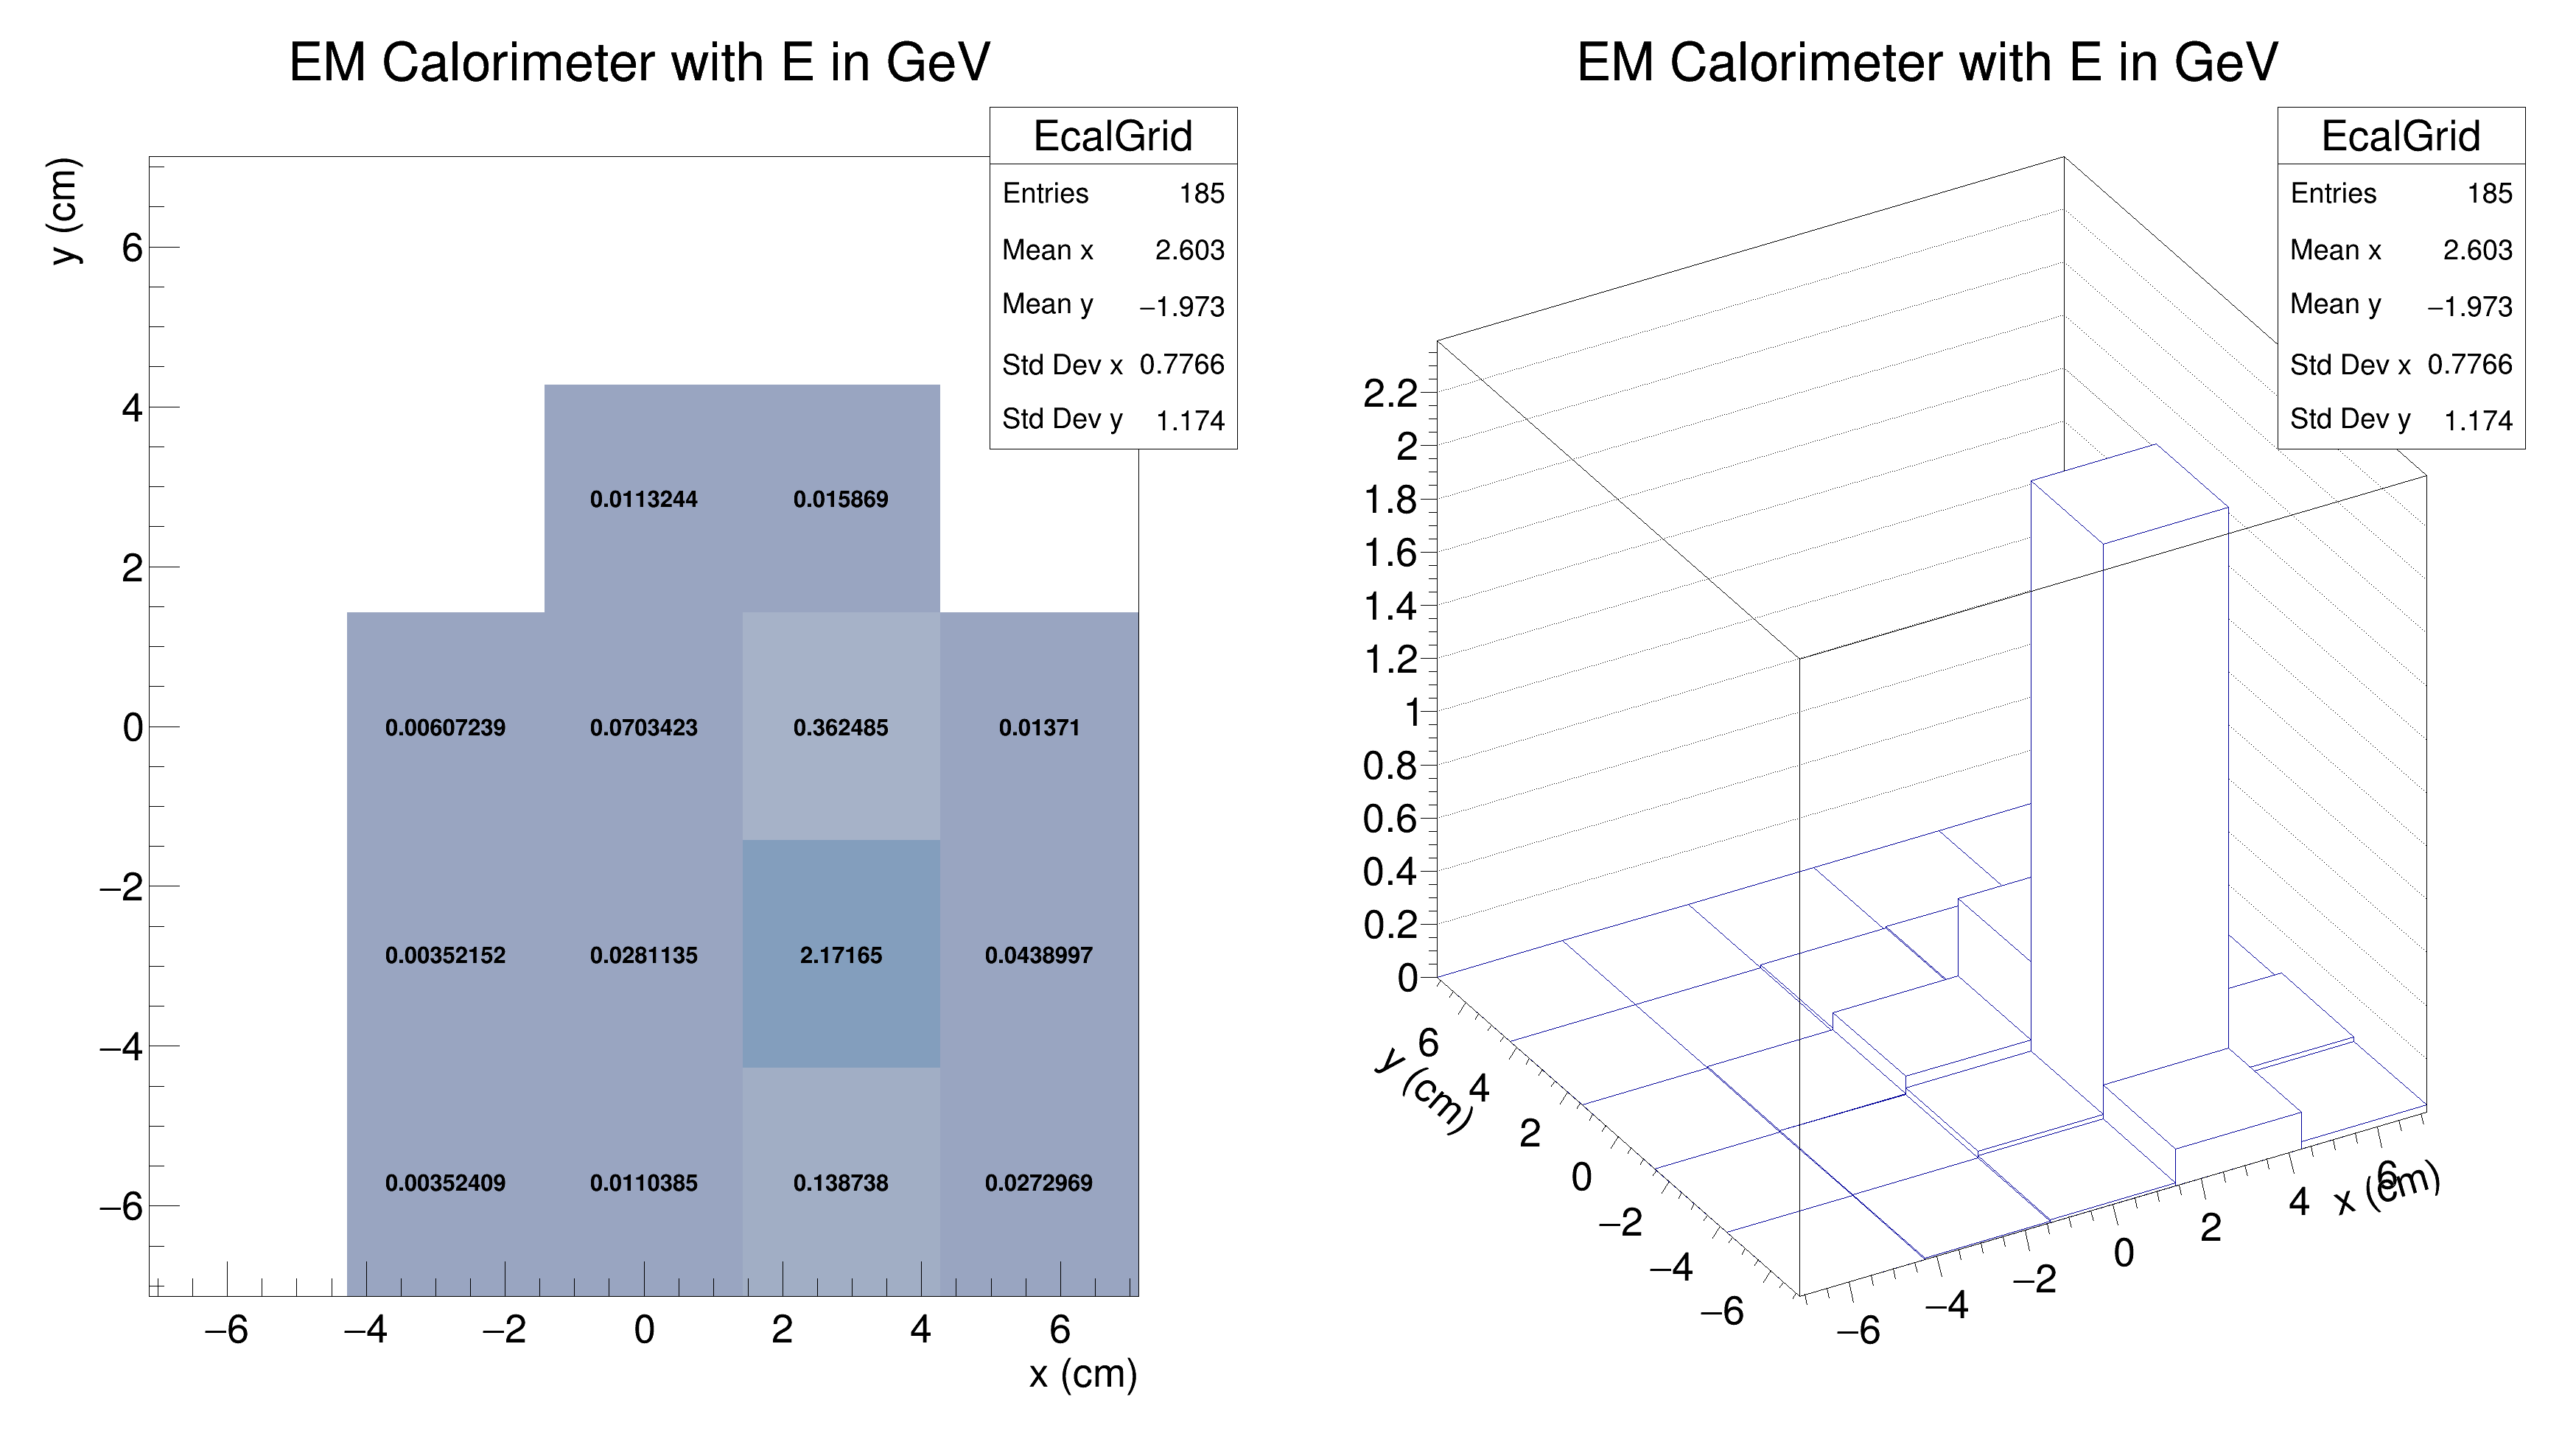 EM Calorimeter with E in GeV
EcalGrid
Entries 185
Mean x 2.603
Mean y −1.973
Std Dev x 0.7766
Std Dev y 1.174
y (cm)
6
4
2
0
−2
−4
−6
0.0113244 0.015869
0.00607239 0.0703423 0.362485 0.01371
0.00352152 0.0281135 2.17165 0.0438997
0.00352409 0.0110385 0.138738 0.0272969
−6 −4 −2 0 2 4 6
x (cm)
EM Calorimeter with E in GeV
EcalGrid
Entries 185
Mean x 2.603
Mean y −1.973
Std Dev x 0.7766
Std Dev y 1.174
2.2
2
1.8
1.6
1.4
1.2
1
0.8
0.6
0.4
0.2
0
y (cm)
6
4
2
0
−2
−4
−6
−6 −4 −2 0 2 4 6
x (cm)